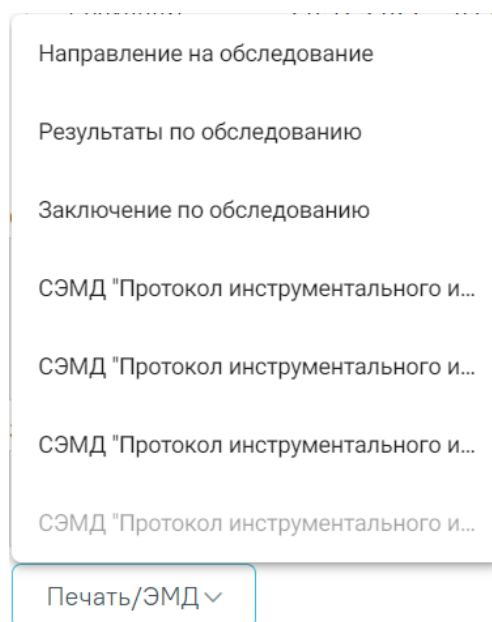 Направление на обследование
Результаты по обследованию
Заключение по обследованию
СЭМД "Протокол инструментального и...
СЭМД "Протокол инструментального и...
СЭМД "Протокол инструментального и...
СЭМД "Протокол инструментального и...
Печать/ЭМД